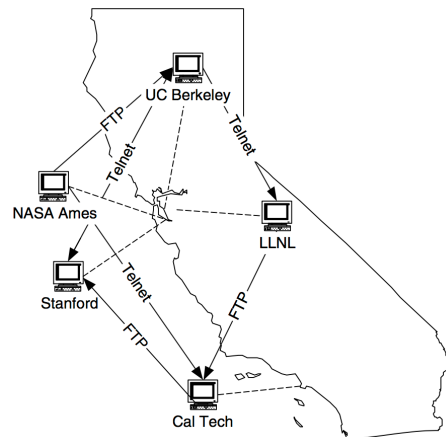 UC Berkeley
FTP
Telnet
Telnet
NASA Ames
LLNL
Stanford
Telnet
FTP
FTP
Cal Tech